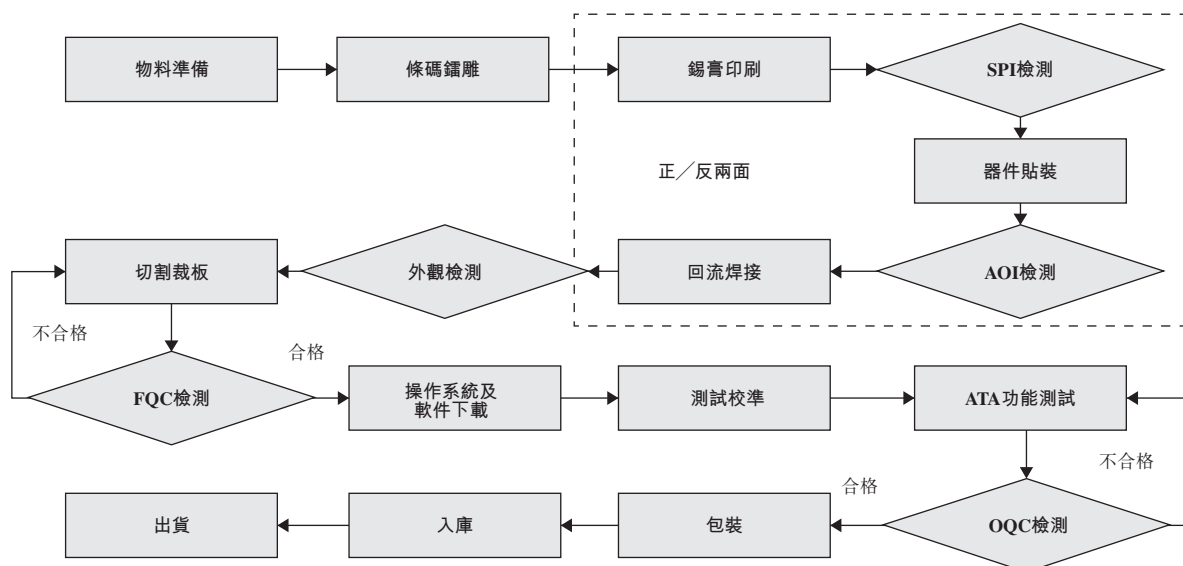 物料準備
條碼鐳雕
錫膏印刷
SPI檢測
正／反兩面
器件貼裝
切割裁板
外觀檢測
回流焊接
AOI檢測
不合格
合格
FQC檢測
操作系統及
軟件下載
測試校準
ATA功能測試
不合格
合格
出貨
入庫
包裝
OQC檢測